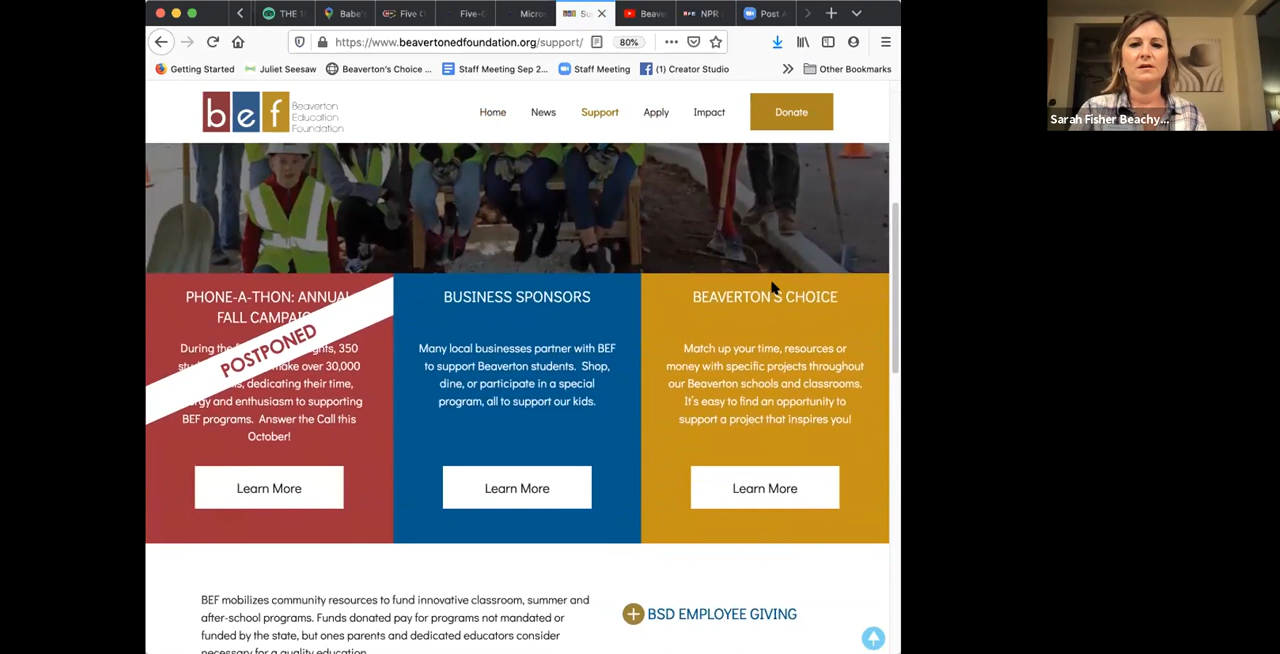 THE 1
Babe'
Five C
Five-
Micro
Su
Beave
NPR
Post A
https://www.beavertonedfoundation.org/support/
80%
Getting Started
Juliet Seesaw
Beaverton's Choice ...
Staff Meeting Sep 2...
Staff Meeting
(1) Creator Studio
Other Bookmarks
bef
Beaverton
Education
Foundation
Home
News
Support
Apply
Impact
Donate
Sarah Fisher Beachy...
PHONE-A-THON: ANNUA
FALL CAMPAI
POSTPONED
During the
ghts, 350
make over 30,000
dedicating their time,
and enthusiasm to supporting
BEF programs. Answer the Call this
October!
Learn More
BUSINESS SPONSORS
Many local businesses partner with BEF
to support Beaverton students. Shop,
dine, or participate in a special
program, all to support our kids.
Learn More
BEAVERTON'S CHOICE
Match up your time, resources or
money with specific projects throughout
our Beaverton schools and classrooms.
It's easy to find an opportunity to
support a project that inspires you!
Learn More
BEF mobilizes community resources to fund innovative classroom, summer and
after-school programs. Funds donated pay for programs not mandated or
funded by the state, but ones parents and dedicated educators consider
necessary for a quality education.
BSD EMPLOYEE GIVING